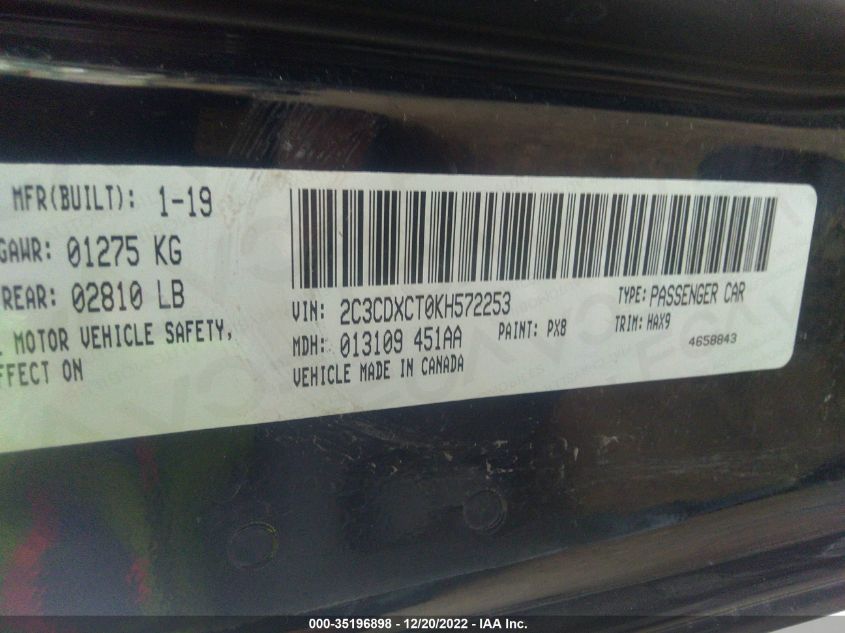 MFR(BUILT): 1-19
GAWR: 01275 KG
REAR: 02810 LB
MOTOR VEHICLE SAFETY,
EFFECT ON
VIN: 2C3CDXCT0KH572253
TYPE: PASSENGER CAR
MDH: 013109 451AA
PAINT: PX8
TRIM: HAX9
VEHICLE MADE IN CANADA
4658843
000-35196898 - 12/20/2022 - IAA Inc.